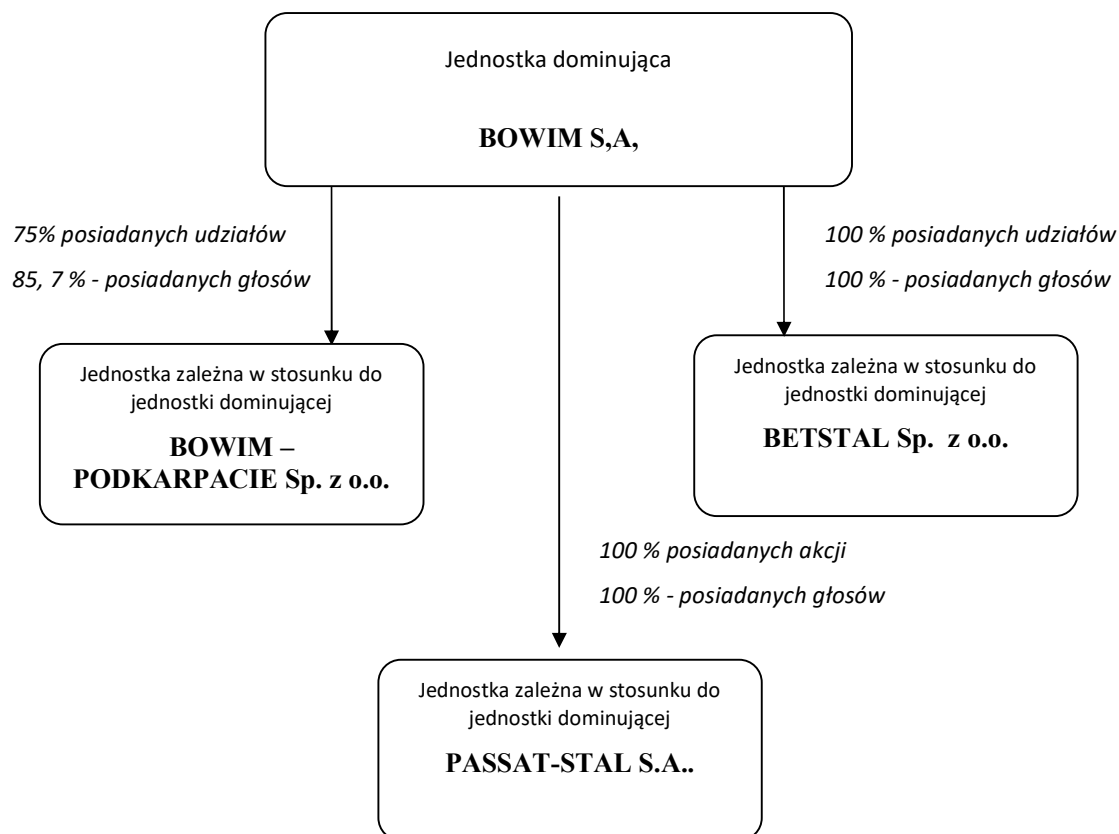 Jednostka dominująca
BOWIM S,A,
75% posiadanych udziałów
85, 7 % - posiadanych głosów
100 % posiadanych udziałów
100 % - posiadanych głosów
Jednostka zależna w stosunku do
jednostki dominującej
BOWIM –
PODKARPACIE Sp. z o.o.
Jednostka zależna w stosunku do
jednostki dominującej
BETSTAL Sp. z o.o.
100 % posiadanych akcji
100 % - posiadanych głosów
Jednostka zależna w stosunku do
jednostki dominującej
PASSAT-STAL S.A..